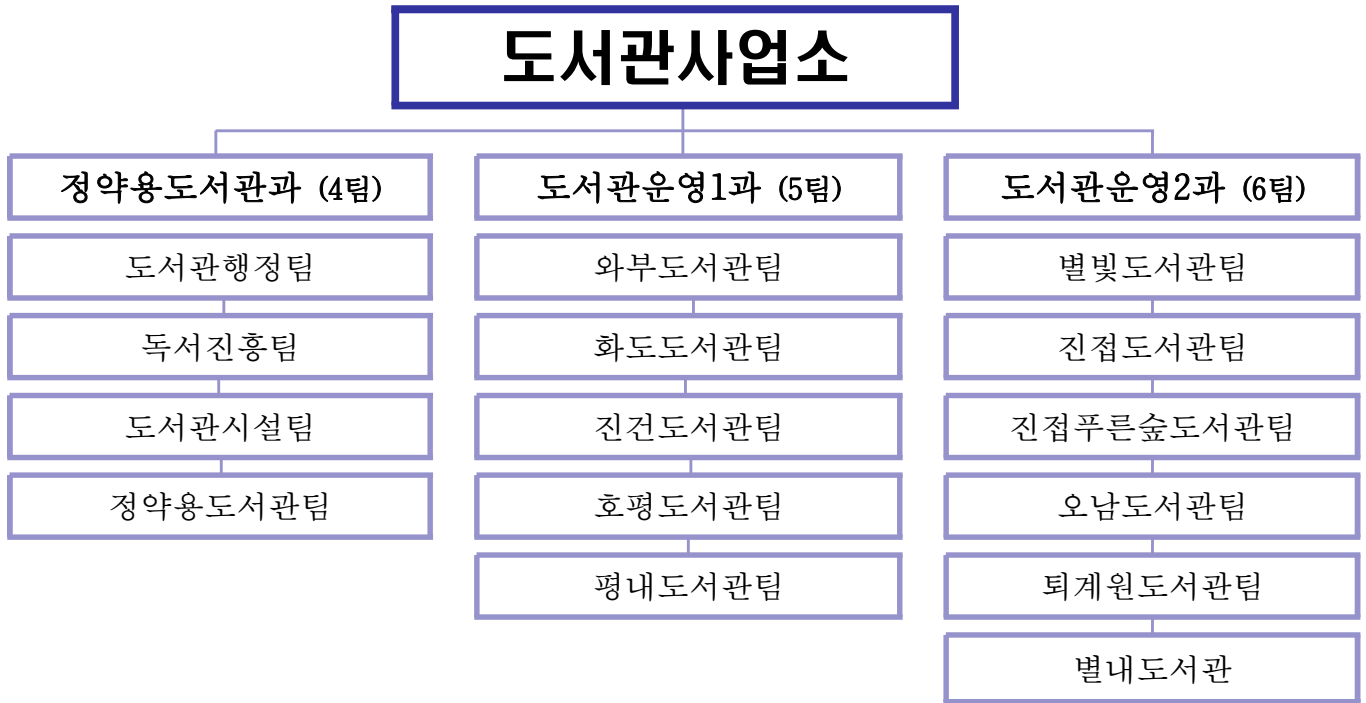 도서관사업소
정약용도서관과 (4팀)
도서관행정팀
독서진흥팀
도서관시설팀
정약용도서관팀
도서관운영1과 (5팀)
와부도서관팀
화도도서관팀
진건도서관팀
호평도서관팀
평내도서관팀
도서관운영2과 (6팀)
별빛도서관팀
진접도서관팀
진접푸른숲도서관팀
오남도서관팀
퇴계원도서관팀
별내도서관